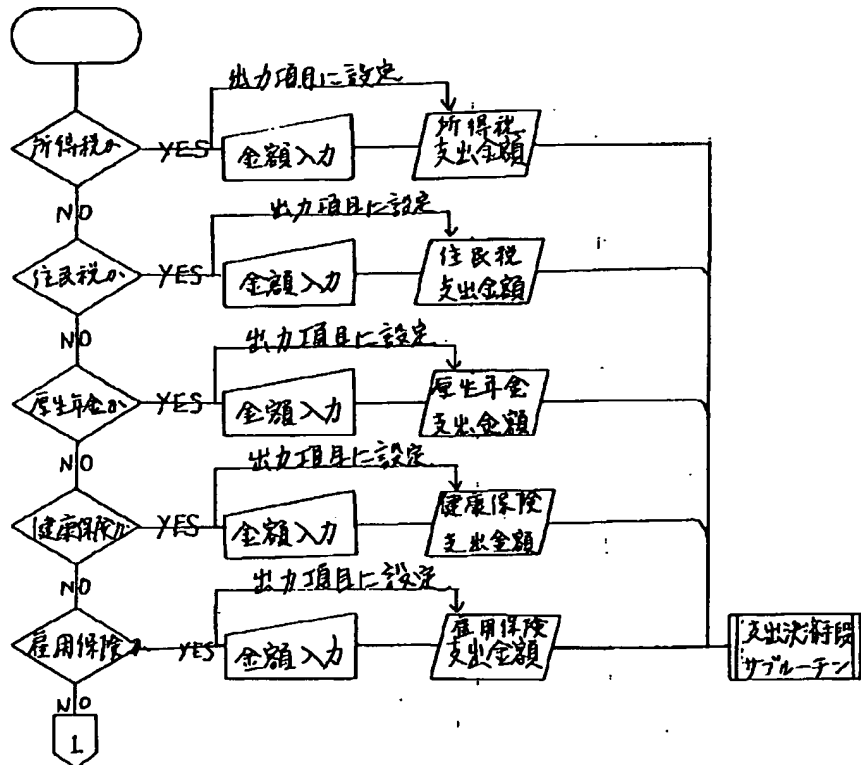 出力項目に設定
所得税か
YES
金額入力
所得税
支出金額
NO
出力項目に設定
住民税か
YES
金額入力
住民税
支出金額
NO
出力項目に設定
厚生年金か
YES
金額入力
厚生年金
支出金額
NO
出力項目に設定
健康保険か
YES
金額入力
健康保険
支出金額
NO
出力項目に設定
雇用保険か
YES
金額入力
雇用保険
支出金額
支出決済手段
サブルーチン
NO
1